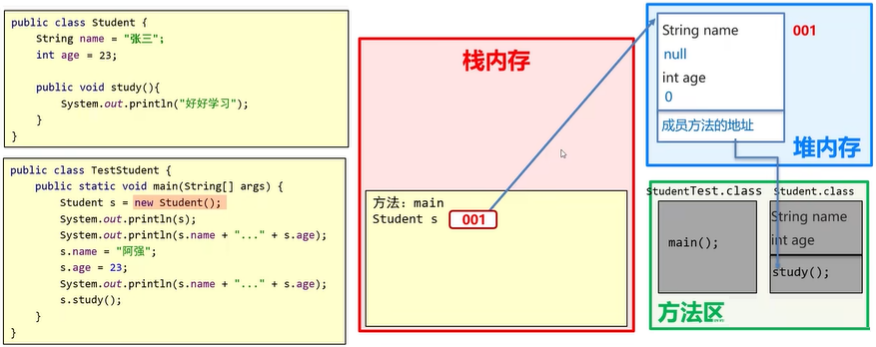 public class Student {
String name = "张三";
int age = 23;
public void study(){
System.out.println("好好学习");
}
}
public class TestStudent {
public static void main(String[] args) {
Student s = new Student();
System.out.println(s);
System.out.println(s.name + "..." + s.age);
s.name = "阿强";
s.age = 23;
System.out.println(s.name + "..." + s.age);
s.study();
}
}
栈内存
方法：main
Student s 001
String name
null
int age
0
成员方法的地址
001
堆内存
StudentTest.class
main();
Student.class
String name
int age
study();
方法区